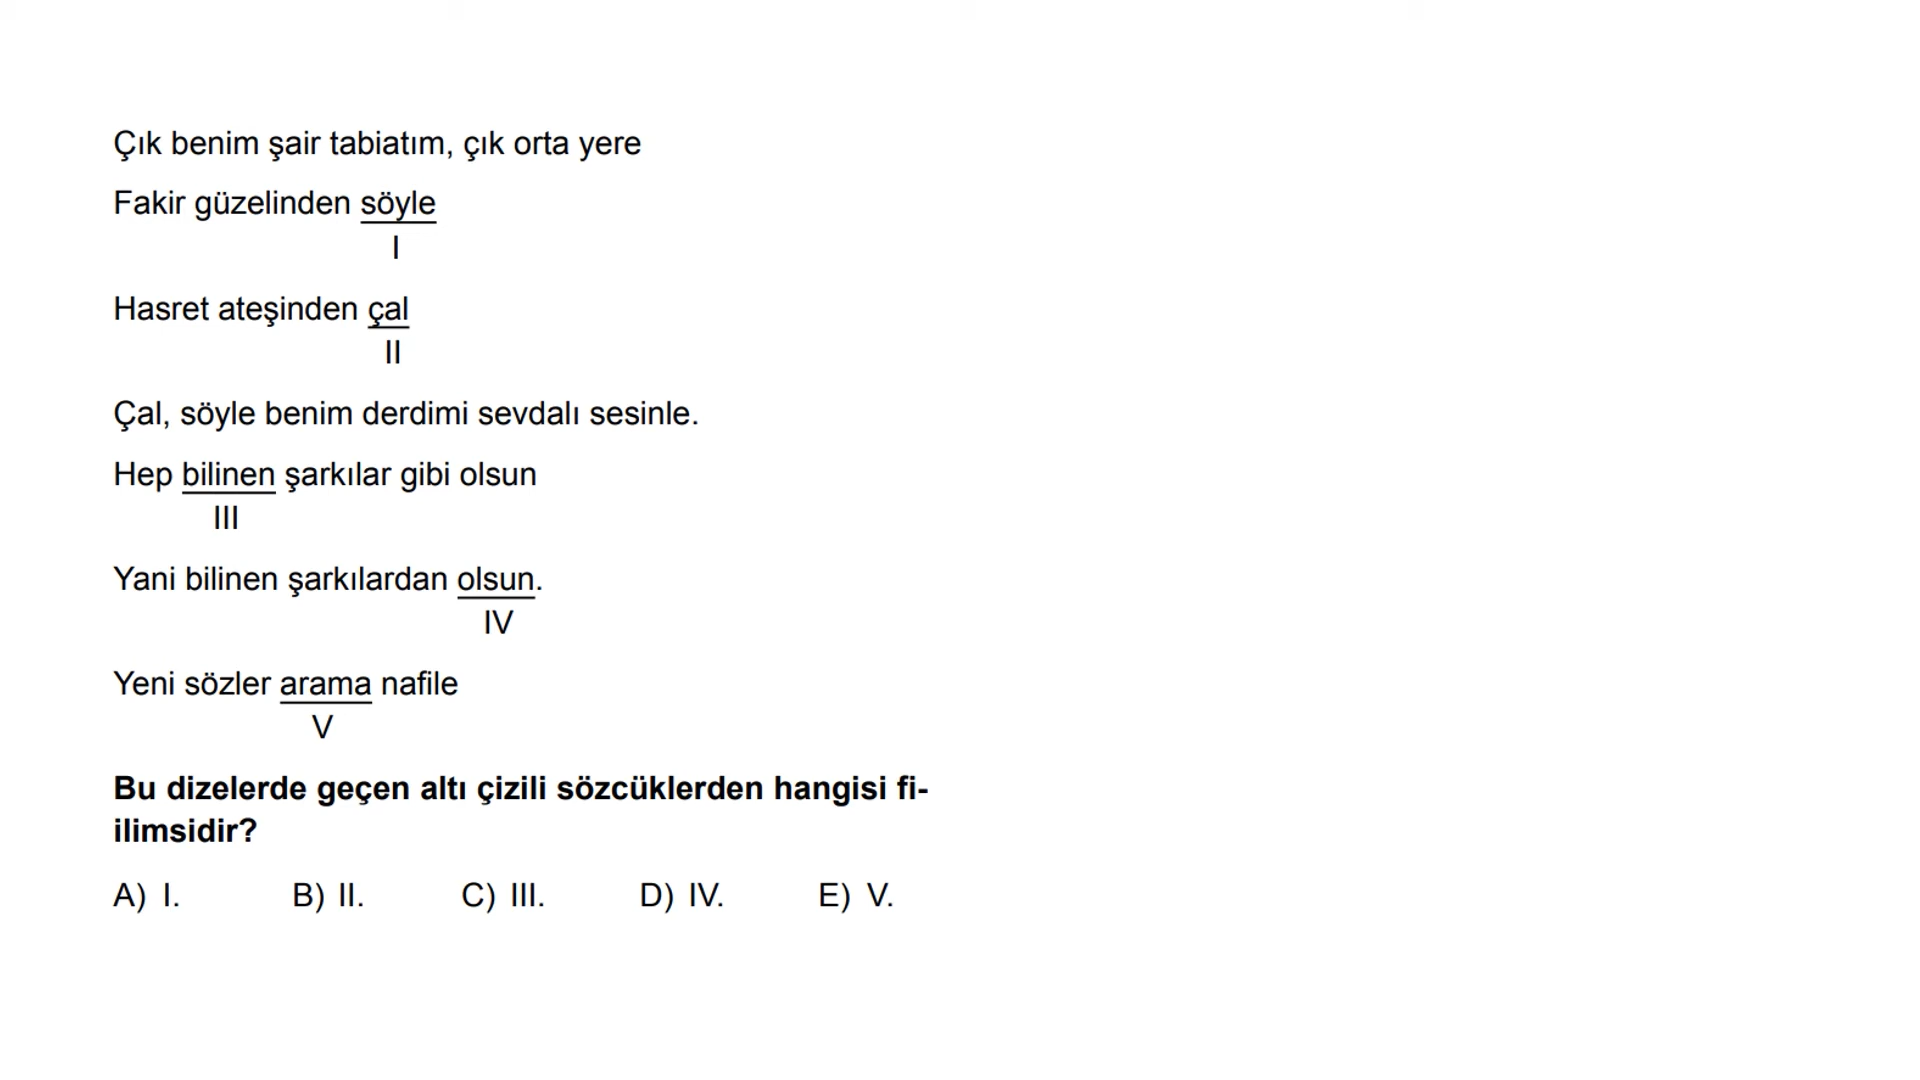 Çık benim şair tabiatım, çık orta yere
Fakir güzelinden söyle
I
Hasret ateşinden çal
II
Çal, söyle benim derdimi sevdalı sesinle.
Hep bilinen şarkılar gibi olsun
III
Yani bilinen şarkılardan olsun.
IV
Yeni sözler arama nafile
V
Bu dizelerde geçen altı çizili sözcüklerden hangisi fi-
ilimsidir?
A) I. B) II. C) III. D) IV. E) V.